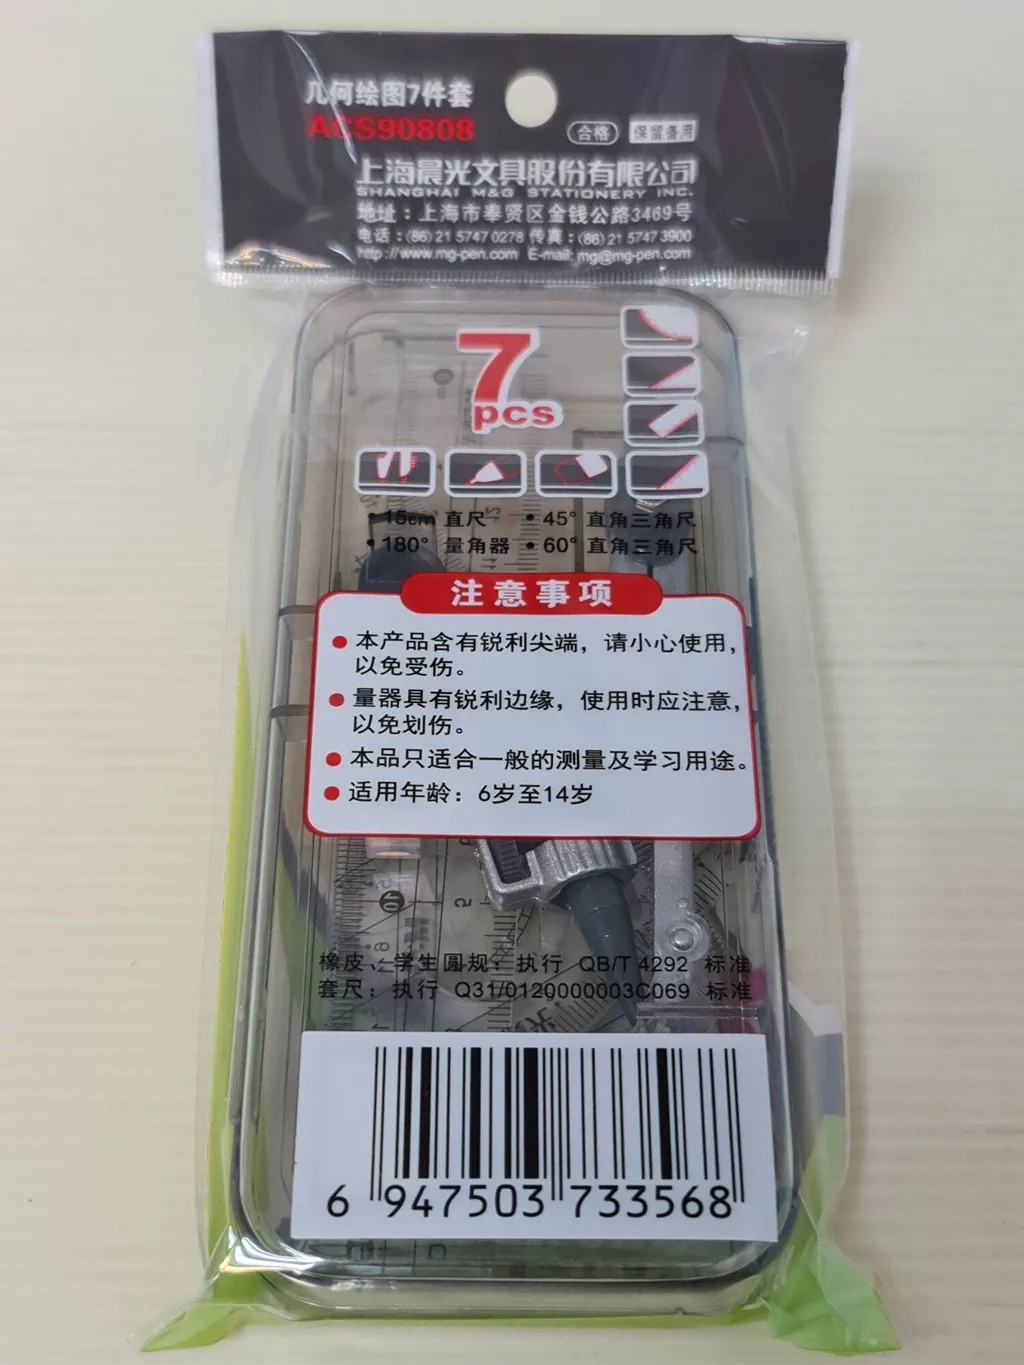 几何绘图7件套
ACS90808
合格 保留备用
上海晨光文具股份有限公司
SHANGHAI M&G STATIONERY INC.
地址：上海市奉贤区金钱公路3469号
电话：(86) 21 5747 0278 传真：(86) 21 5747 3900
http://www.mg-pen.com E-mail: mg@mg-pen.com
7
pcs
• 15cm 直尺 • 45° 直角三角尺
• 180° 量角器 • 60° 直角三角尺
注意事项
● 本产品含有锐利尖端，请小心使用，
以免受伤。
● 量器具有锐利边缘，使用时应注意，
以免划伤。
● 本品只适合一般的测量及学习用途。
● 适用年龄：6岁至14岁
橡皮、学生圆规：执行 QB/T 4292 标准
套尺：执行 Q31/0120000003C069 标准
6 947503 733568